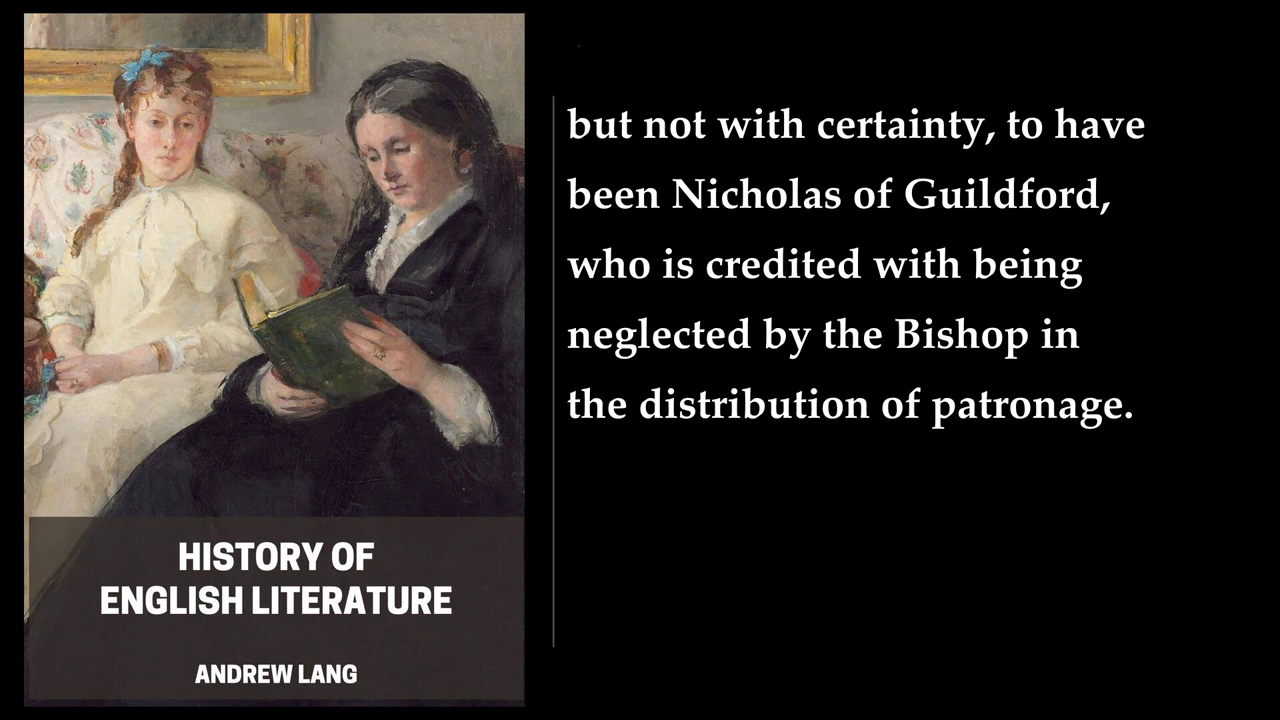 but not with certainty, to have
been Nicholas of Guildford,
who is credited with being
neglected by the Bishop in
the distribution of patronage.
HISTORY OF
ENGLISH LITERATURE
ANDREW LANG